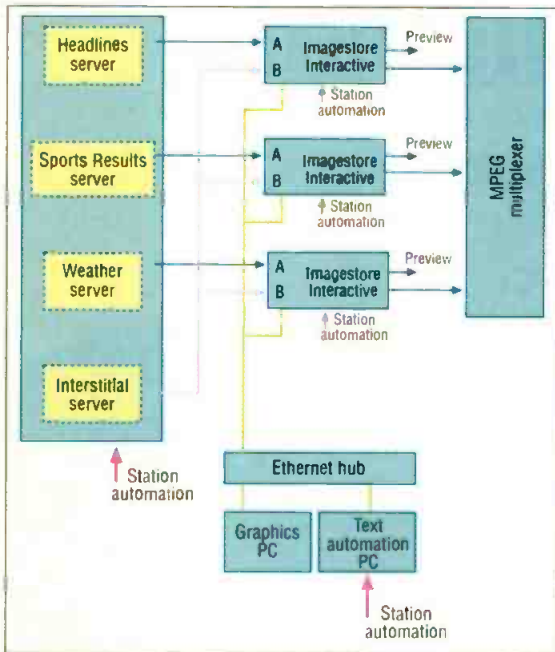 Headlines
server
A
B
Imagestore
Interactive
Preview
Station
automation
Sports Results
server
A
B
Imagestore
Interactive
Preview
Station
automation
MPEG
multiplexer
Weather
server
A
B
Imagestore
Interactive
Preview
Station
automation
Interstitial
server
Station
automation
Ethernet hub
Graphics
PC
Text
automation
PC
Station
automation